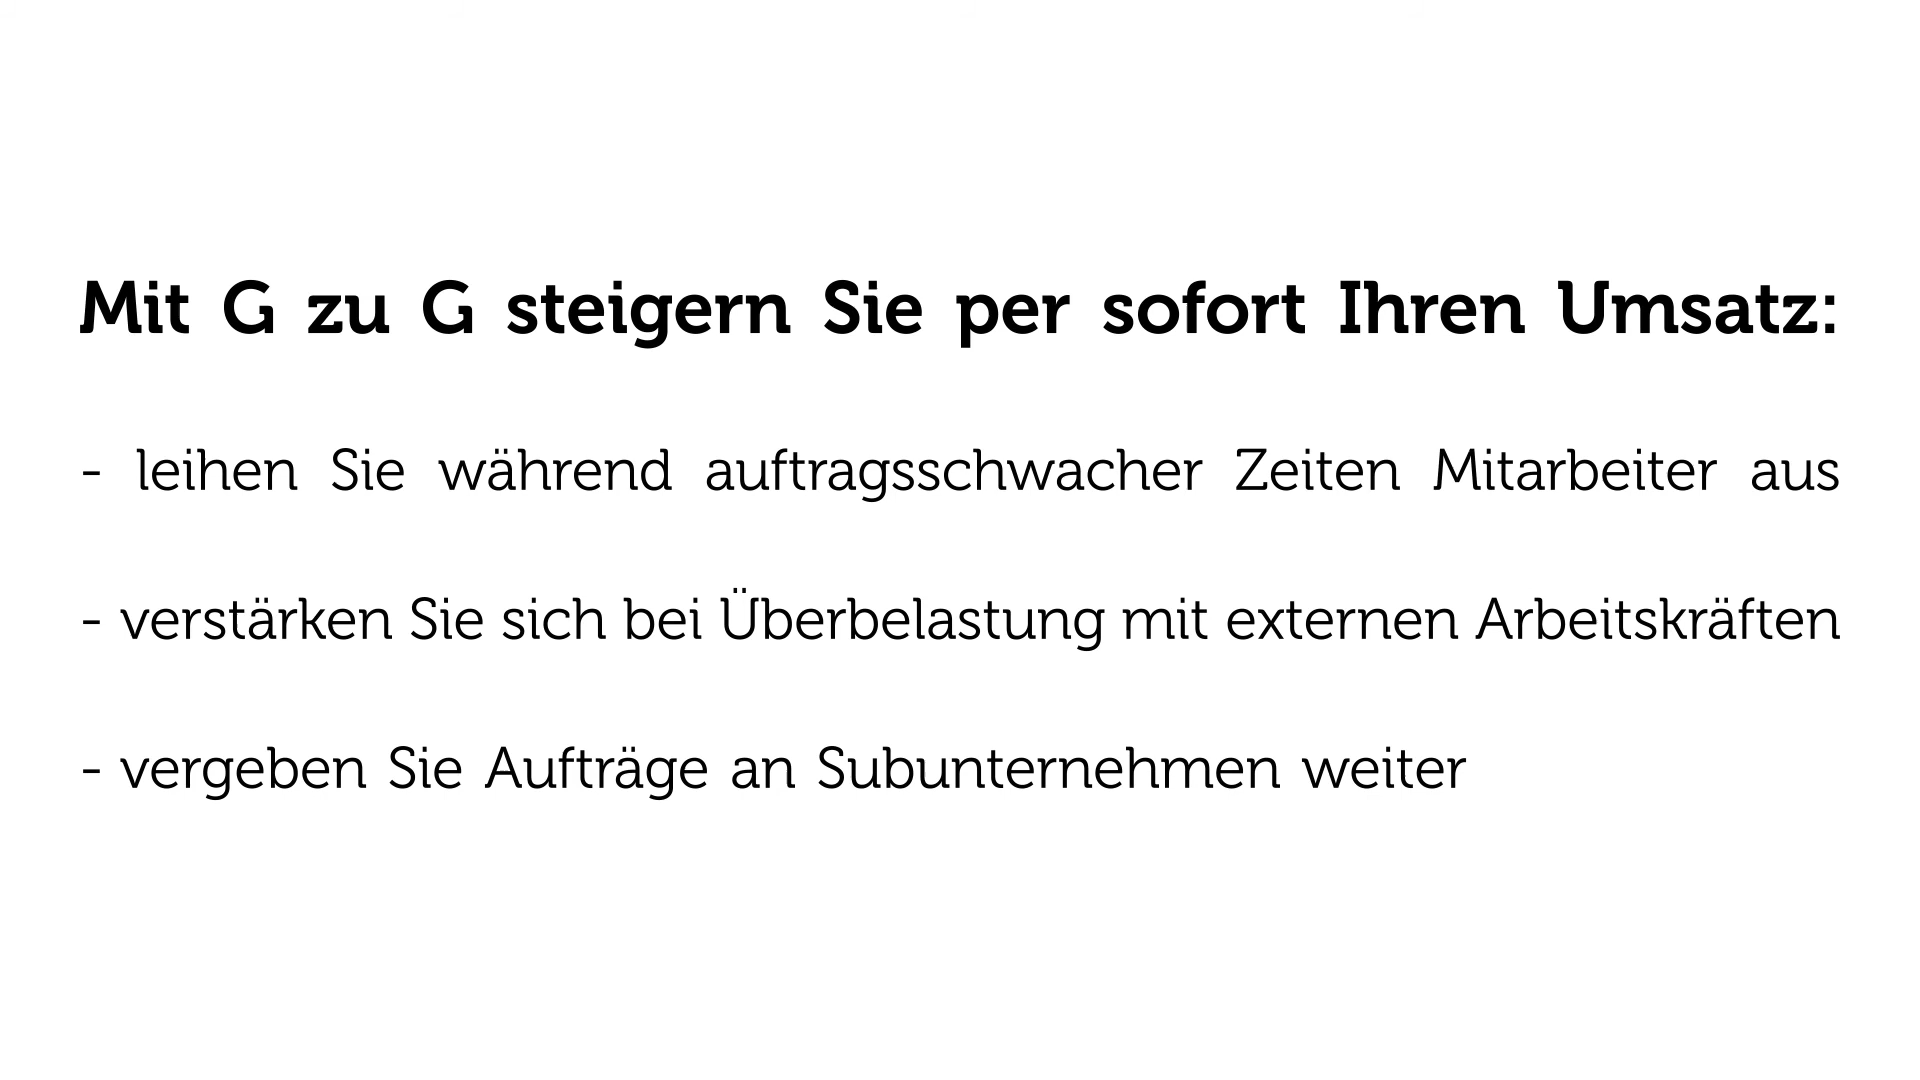 Mit G zu G steigern Sie per sofort Ihren Umsatz:
- leihen Sie während auftragsschwacher Zeiten Mitarbeiter aus
- verstärken Sie sich bei Überbelastung mit externen Arbeitskräften
- vergeben Sie Aufträge an Subunternehmen weiter